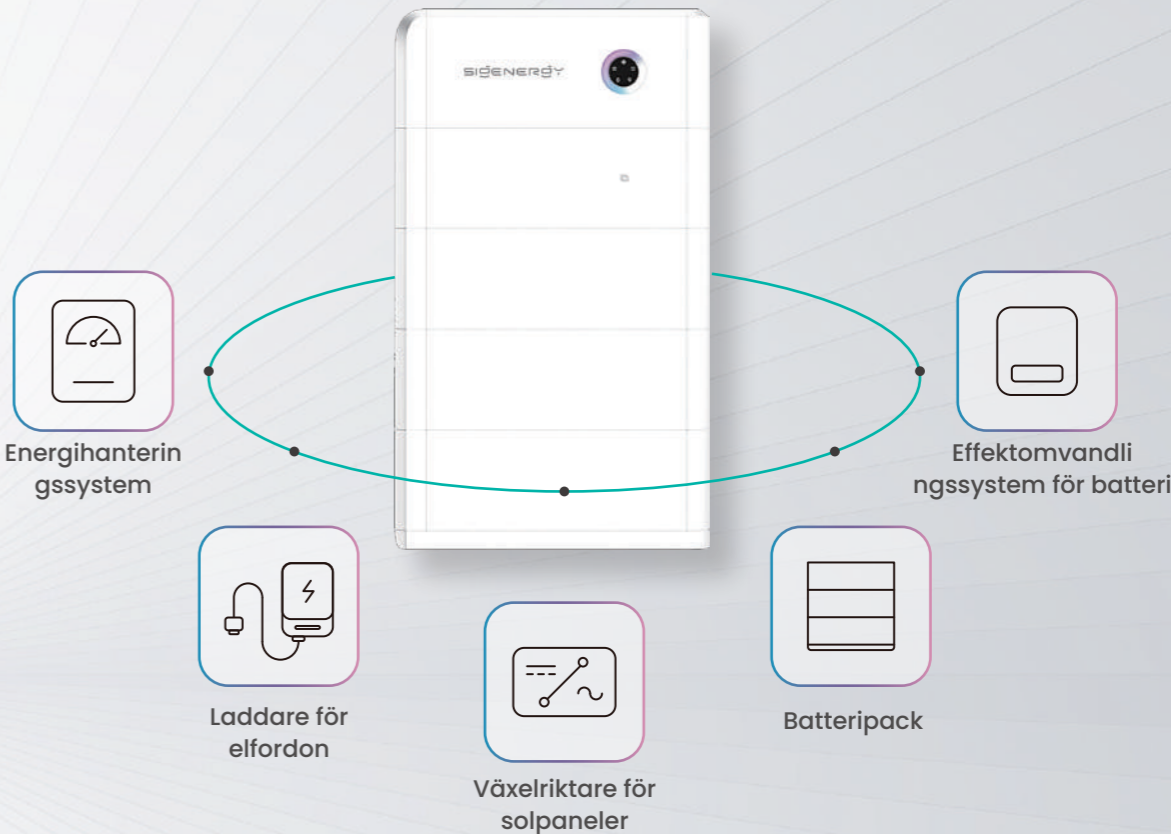 SIGENERGY
Energihanterin
gssystem
Effektomvandli
ngssystem för batteri
Laddare för
elfordon
Batteripack
Växelriktare för
solpaneler